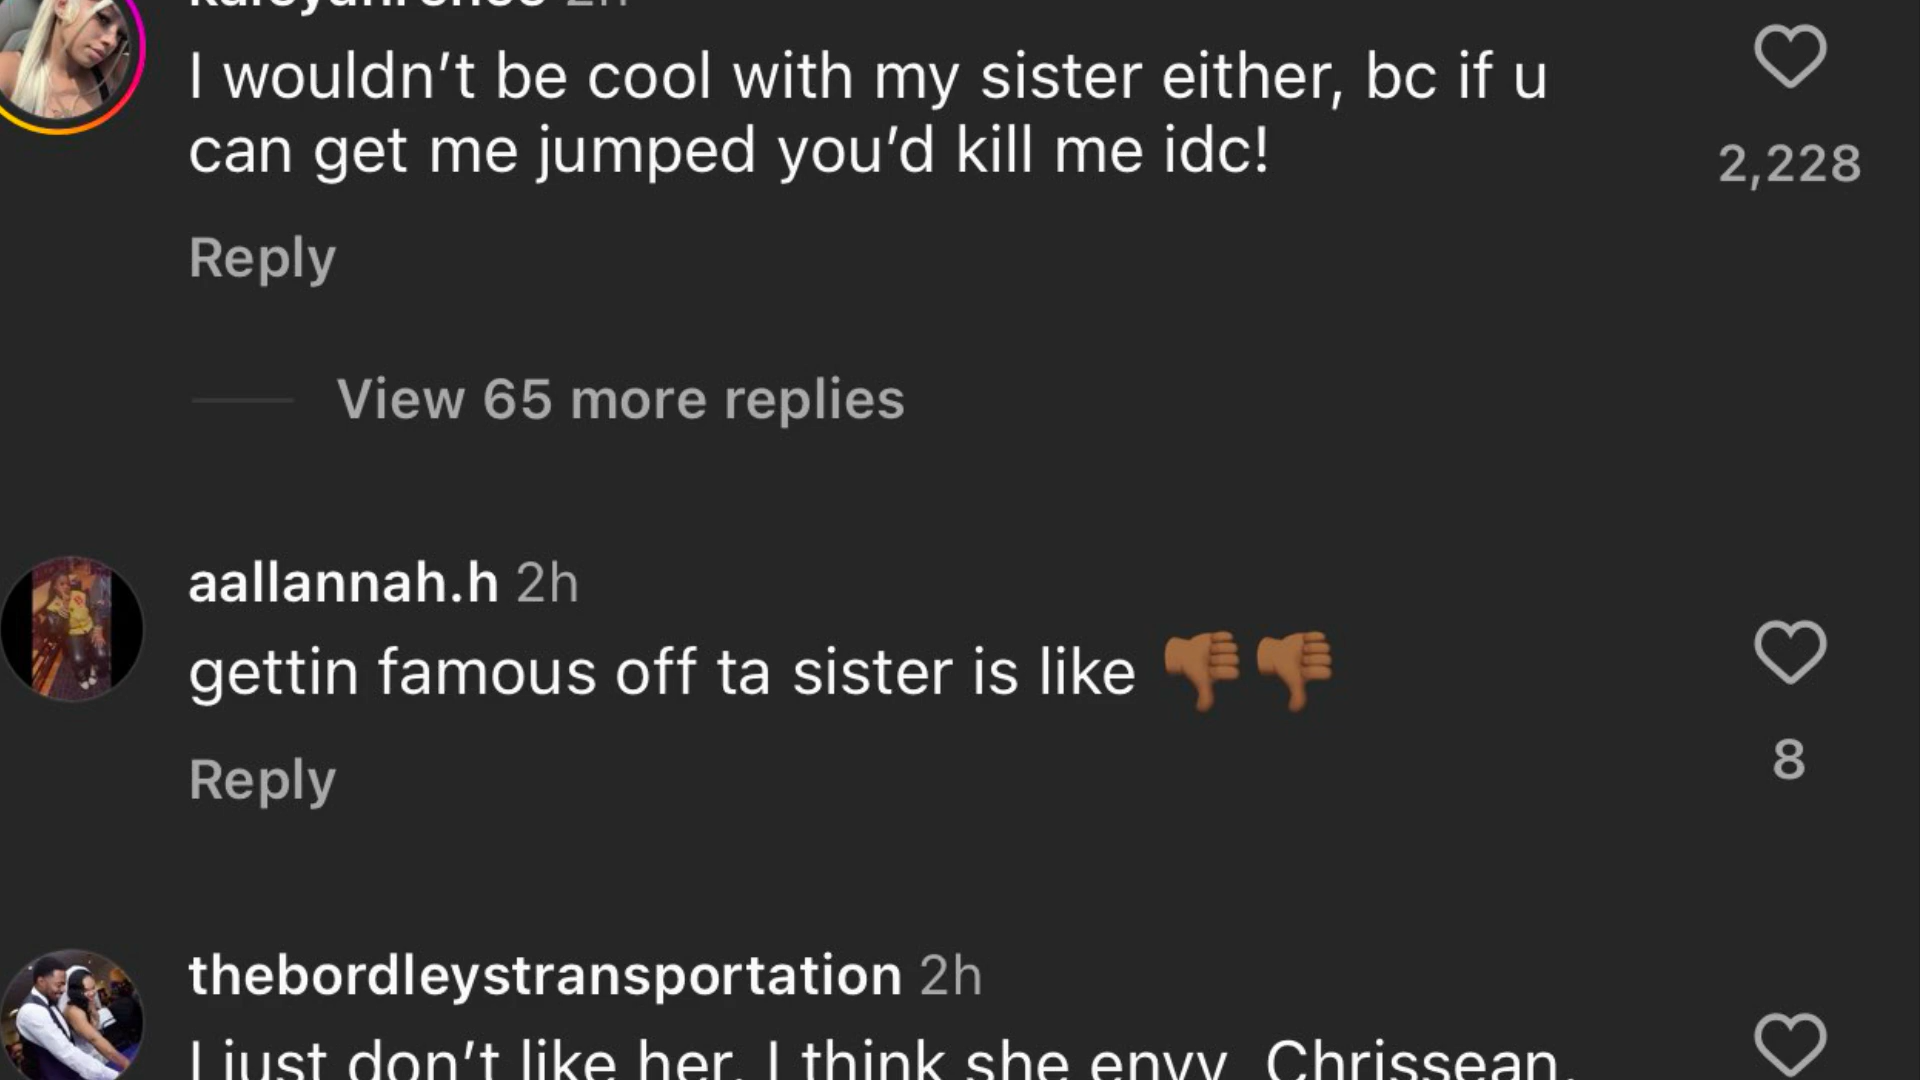 2h
I wouldn’t be cool with my sister either, bc if u
can get me jumped you’d kill me idc!
2,228
Reply
View 65 more replies
aallannah.h 2h
gettin famous off ta sister is like 👎🏾👎🏾
8
Reply
thebordleystransportation 2h
I just don’t like her. I think she envy Chrissean.